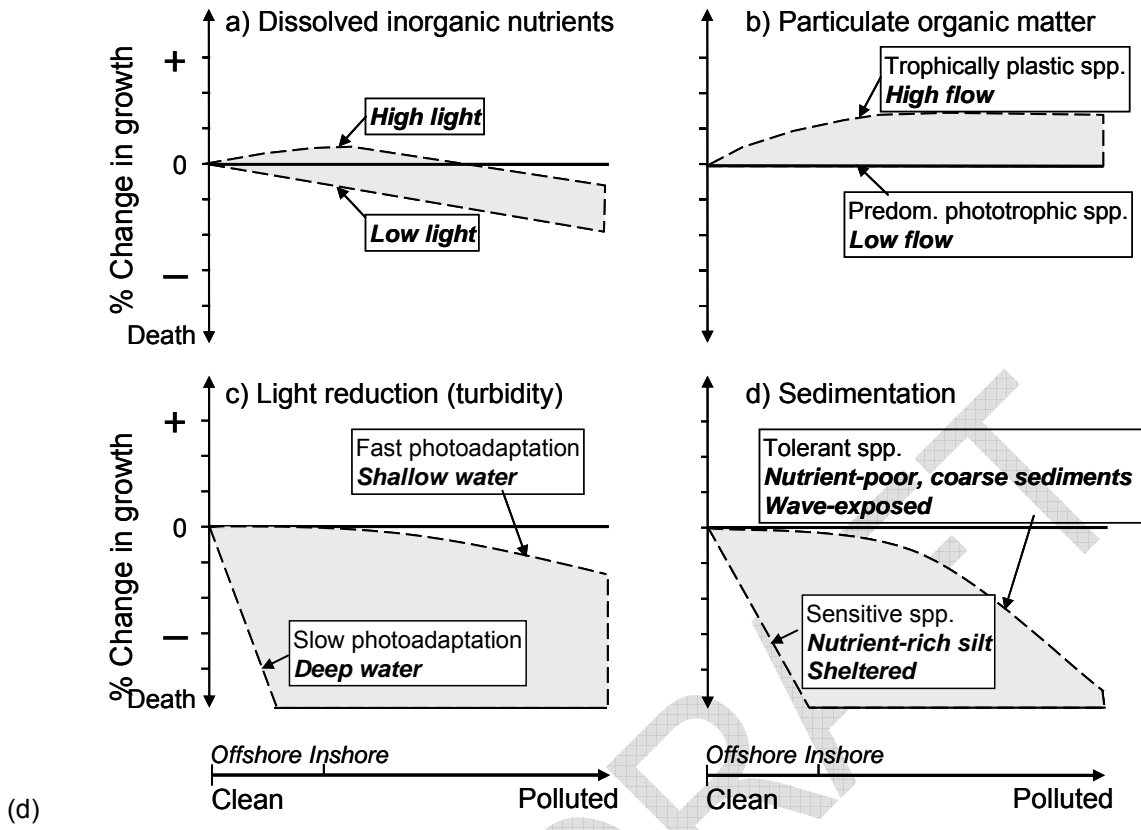 a) Dissolved inorganic nutrients
% Change in growth
+
0
–
Death
High light
Low light
b) Particulate organic matter
Trophically plastic spp.
High flow
Predom. phototrophic spp.
Low flow
c) Light reduction (turbidity)
% Change in growth
+
0
–
Death
Fast photoadaptation
Shallow water
Slow photoadaptation
Deep water
d) Sedimentation
Tolerant spp.
Nutrient-poor, coarse sediments
Wave-exposed
Sensitive spp.
Nutrient-rich silt
Sheltered
Offshore Inshore
Clean Polluted
Offshore Inshore
Clean Polluted
(d)
DRAFT